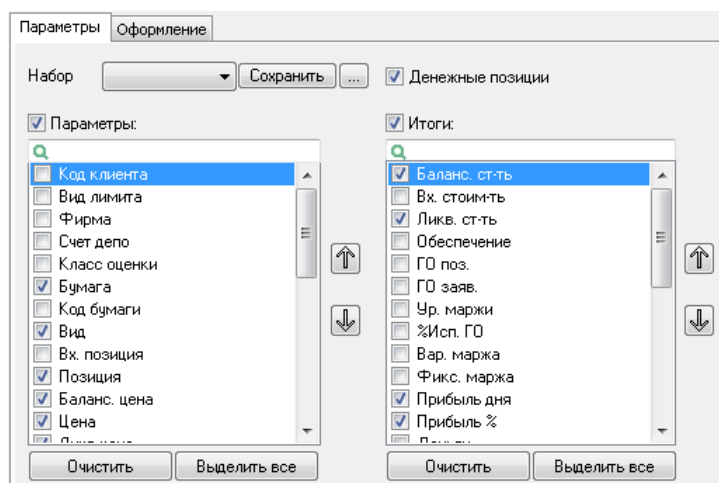 Параметры Оформление
Набор Сохранить ... Денежные позиции
Параметры:
Код клиента
Вид лимита
Фирма
Счет депо
Класс оценки
Бумага
Код бумаги
Вид
Вх. позиция
Позиция
Баланс. цена
Цена
Очистить Выделить все
Итоги:
Баланс. ст-ть
Вх. стоим-ть
Ликв. ст-ть
Обеспечение
ГО поз.
ГО заяв.
Ур. маржи
%Исп. ГО
Вар. маржа
Фикс. маржа
Прибыль дня
Прибыль %
Очистить Выделить все